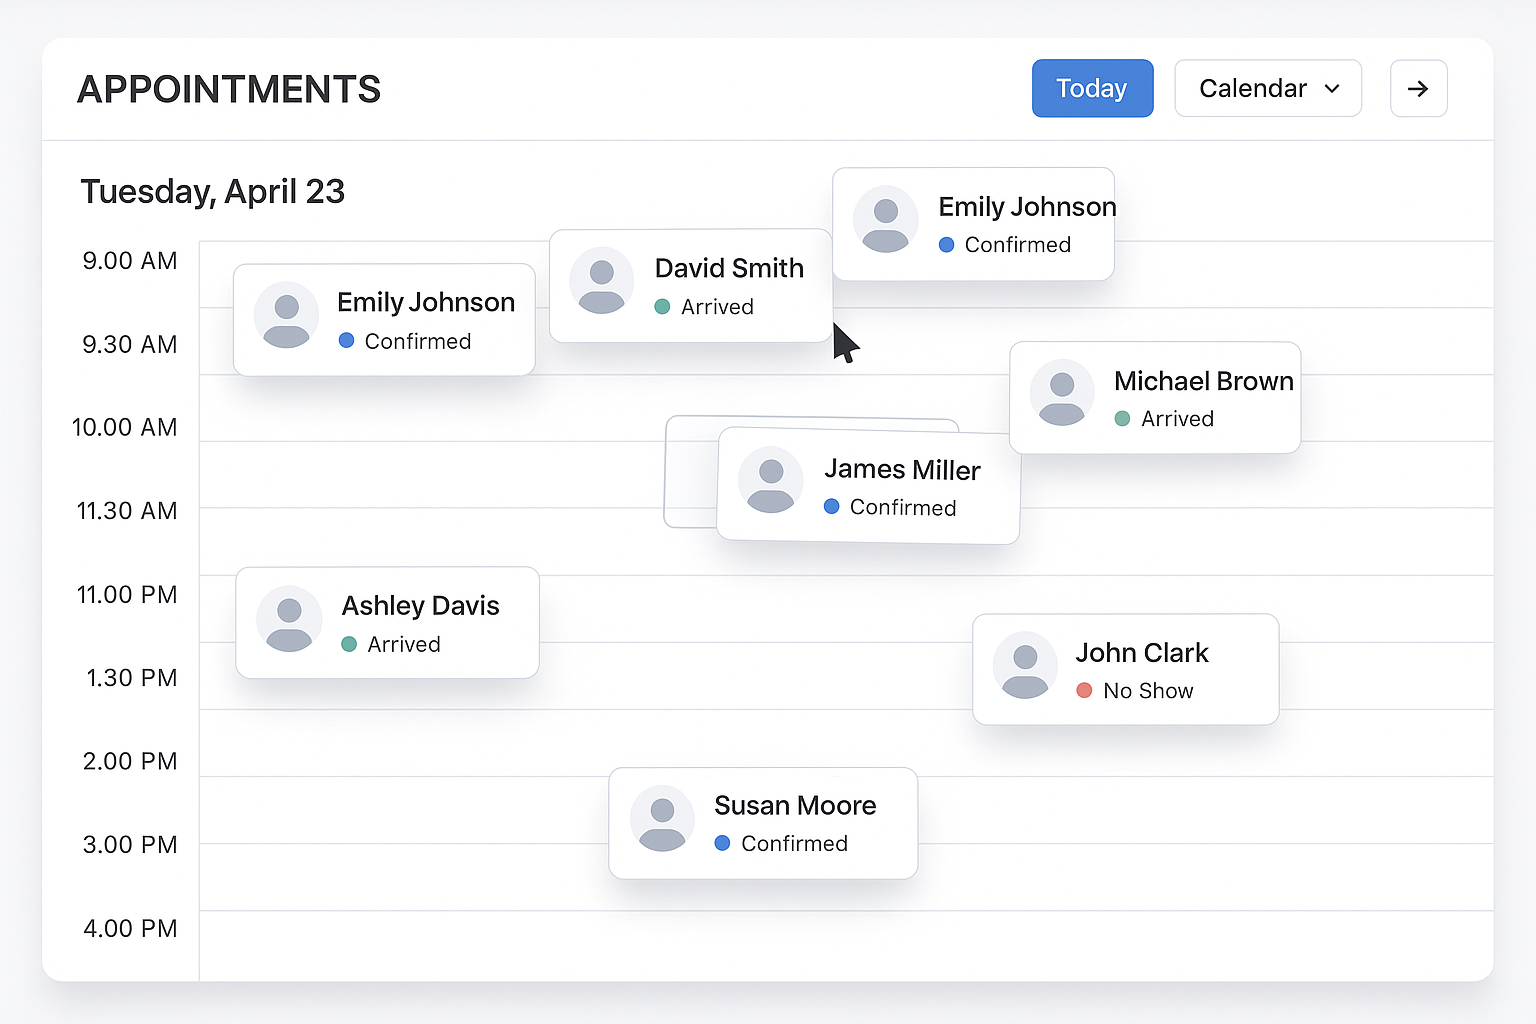 APPOINTMENTS
Today
Calendar
Tuesday, April 23
Emily Johnson
Confirmed
David Smith
Arrived
9.00 AM
Emily Johnson
Confirmed
9.30 AM
Michael Brown
Arrived
10.00 AM
James Miller
Confirmed
11.30 AM
11.00 PM
Ashley Davis
Arrived
John Clark
No Show
1.30 PM
2.00 PM
Susan Moore
Confirmed
3.00 PM
4.00 PM